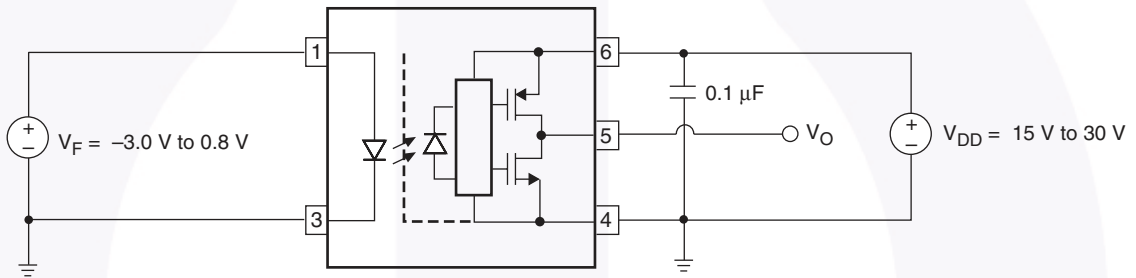 1
6
+
−
V_F = –3.0 V to 0.8 V
0.1 µF
5
V_O
+
−
V_DD = 15 V to 30 V
3
4